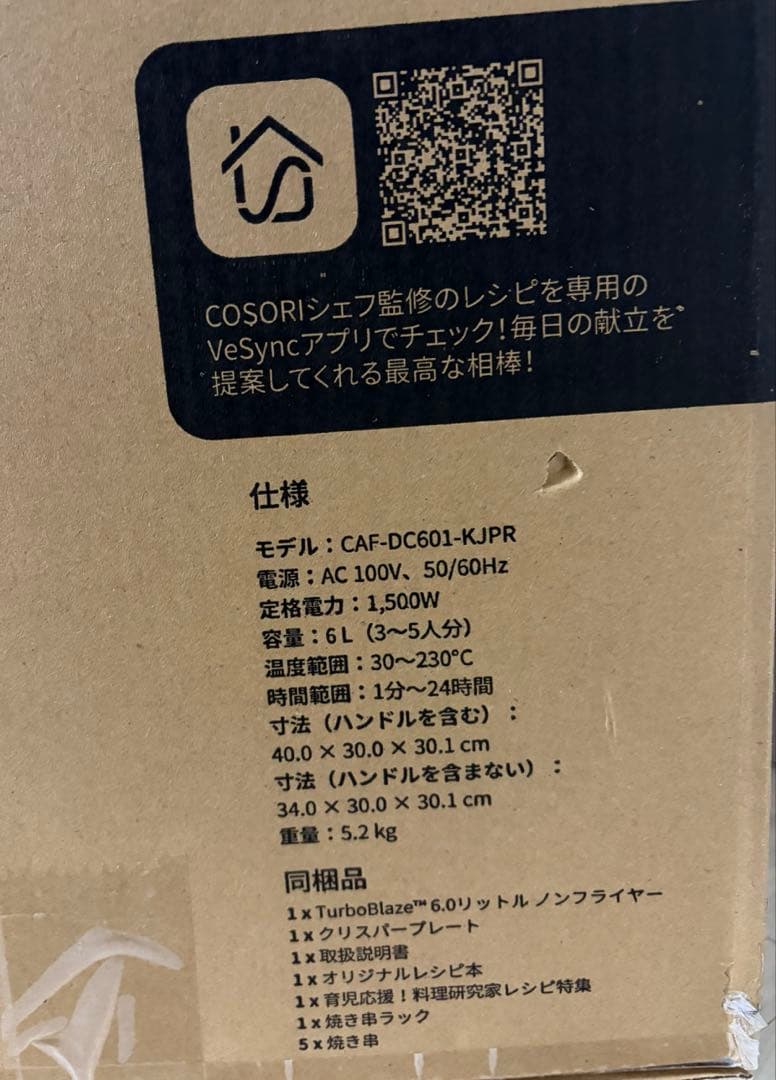 COSORIシェフ監修のレシピを専用の
VeSyncアプリでチェック!毎日の献立を
提案してくれる最高な相棒!
仕様
モデル：CAF-DC601-KJPR
電源：AC 100V、50/60Hz
定格電力：1,500W
容量：6 L（3〜5人分）
温度範囲：30〜230°C
時間範囲：1分〜24時間
寸法（ハンドルを含む）：
40.0 × 30.0 × 30.1 cm
寸法（ハンドルを含まない）：
34.0 × 30.0 × 30.1 cm
重量：5.2 kg
同梱品
1 x TurboBlaze™ 6.0リットル ノンフライヤー
1 x クリスパープレート
1 x 取扱説明書
1 x オリジナルレシピ本
1 x 育児応援！料理研究家レシピ特集
1 x 焼き串ラック
5 x 焼き串